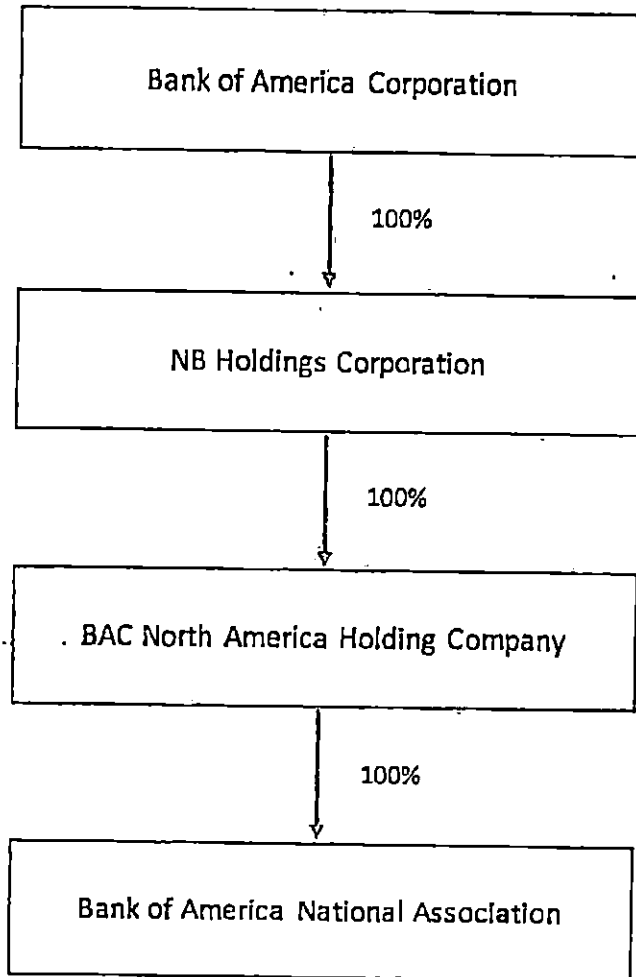 Bank of America Corporation
100%
NB Holdings Corporation
100%
BAC North America Holding Company
100%
Bank of America National Association